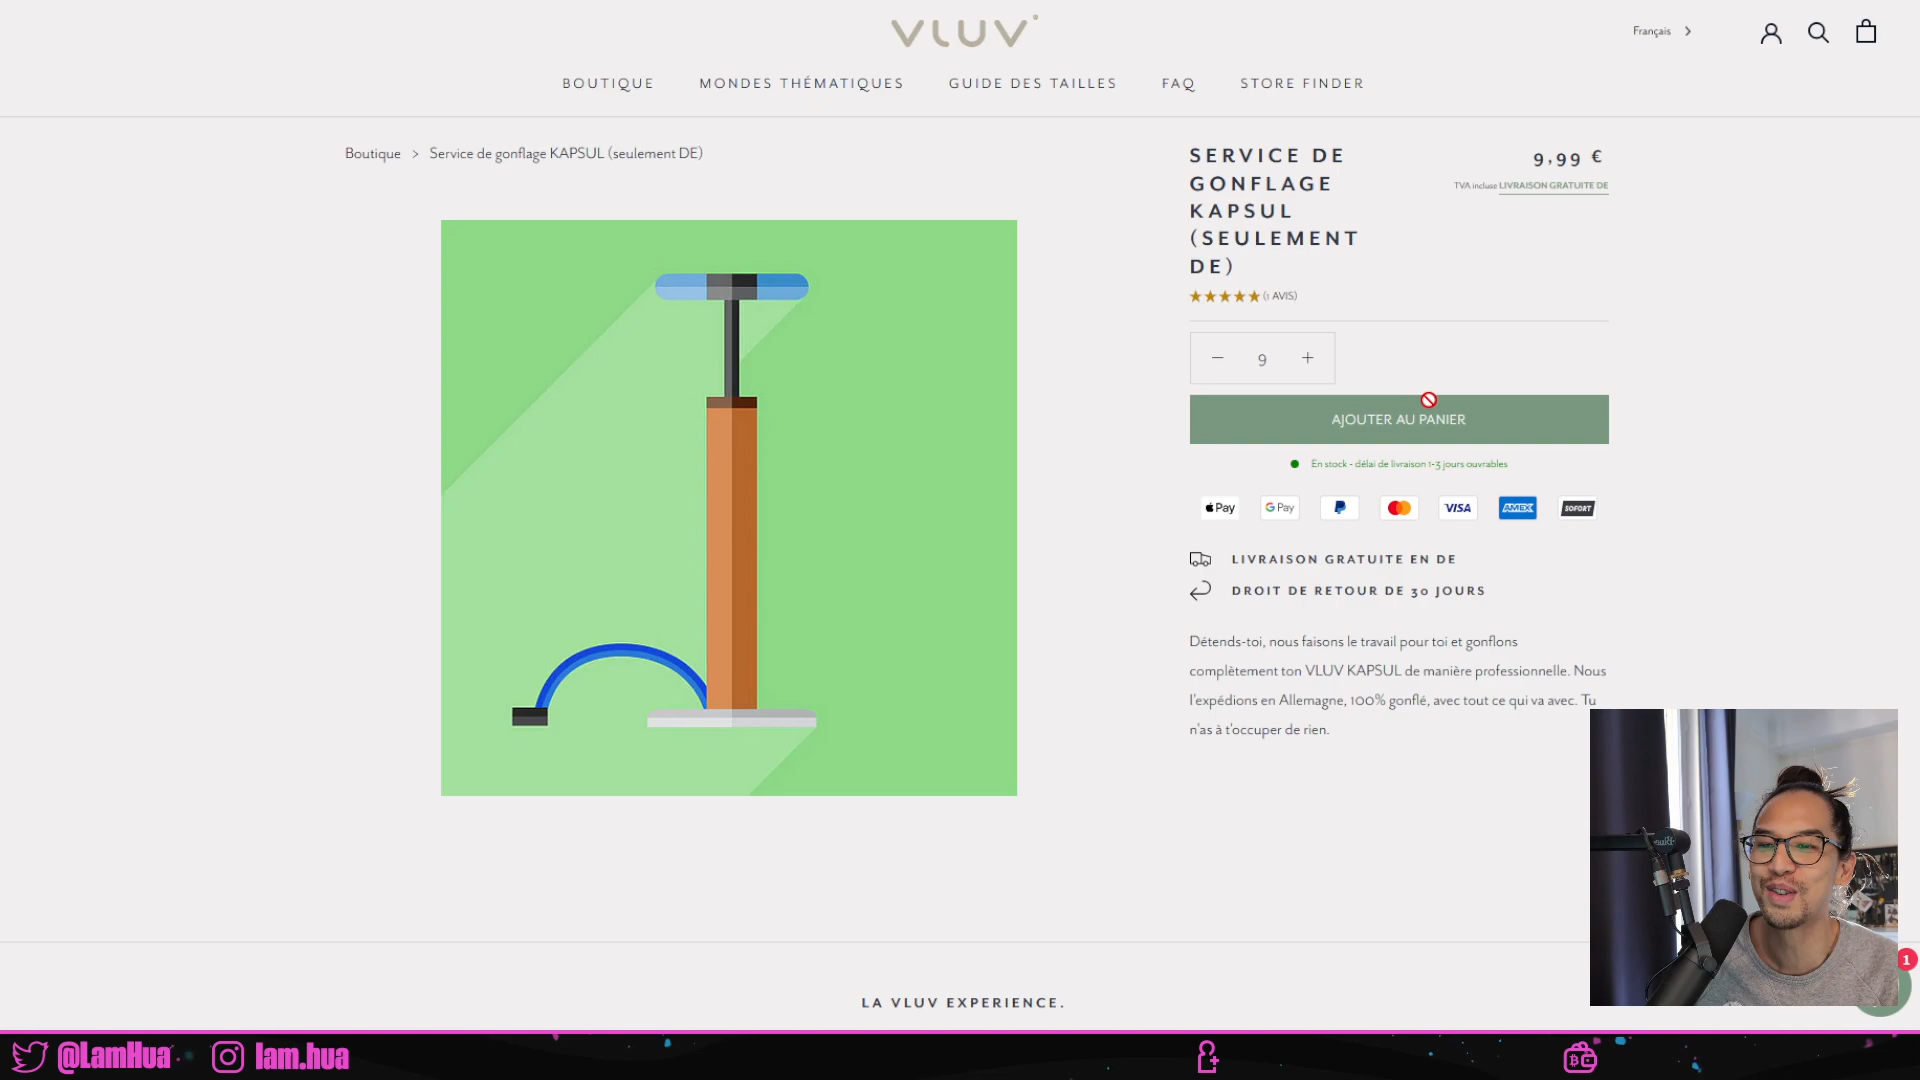 VLUV
Français
BOUTIQUE MONDES THÉMATIQUES GUIDE DES TAILLES FAQ STORE FINDER
Boutique > Service de gonflage KAPSUL (seulement DE)
SERVICE DE
GONFLAGE
KAPSUL
(SEULEMENT
DE)
9,99 €
TVA incluse LIVRAISON GRATUITE DE
(1 AVIS)
9
AJOUTER AU PANIER
En stock - délai de livraison 1-3 jours ouvrables
Pay G Pay VISA AMEX SOFORT
LIVRAISON GRATUITE EN DE
DROIT DE RETOUR DE 30 JOURS
Détends-toi, nous faisons le travail pour toi et gonflons
complètement ton VLUV KAPSUL de manière professionnelle. Nous
l'expédions en Allemagne, 100% gonflé, avec tout ce qui va avec. Tu
n'as à t'occuper de rien.
1
LA VLUV EXPERIENCE.
@LamHua lam.hua